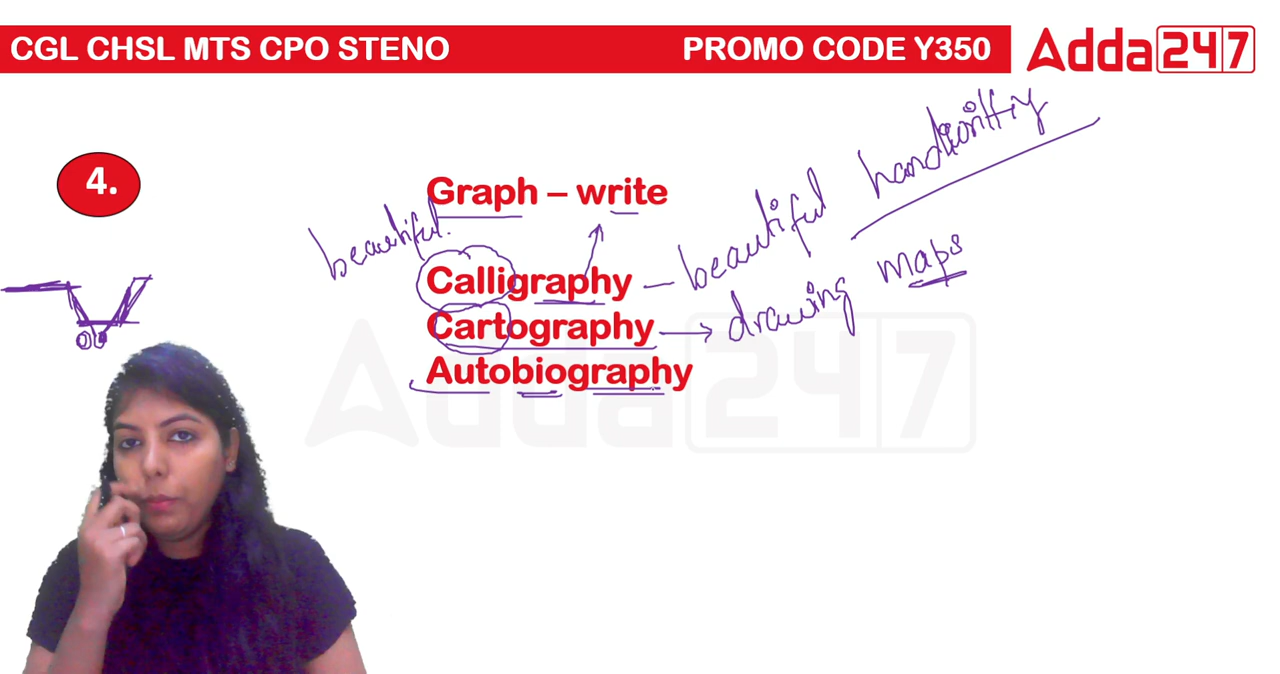 CGL CHSL MTS CPO STENO PROMO CODE Y350 Adda247
4.
Graph – write
beautiful.
Calligraphy — beautiful handwriting
Cartography → drawing maps
Autobiography
Adda247